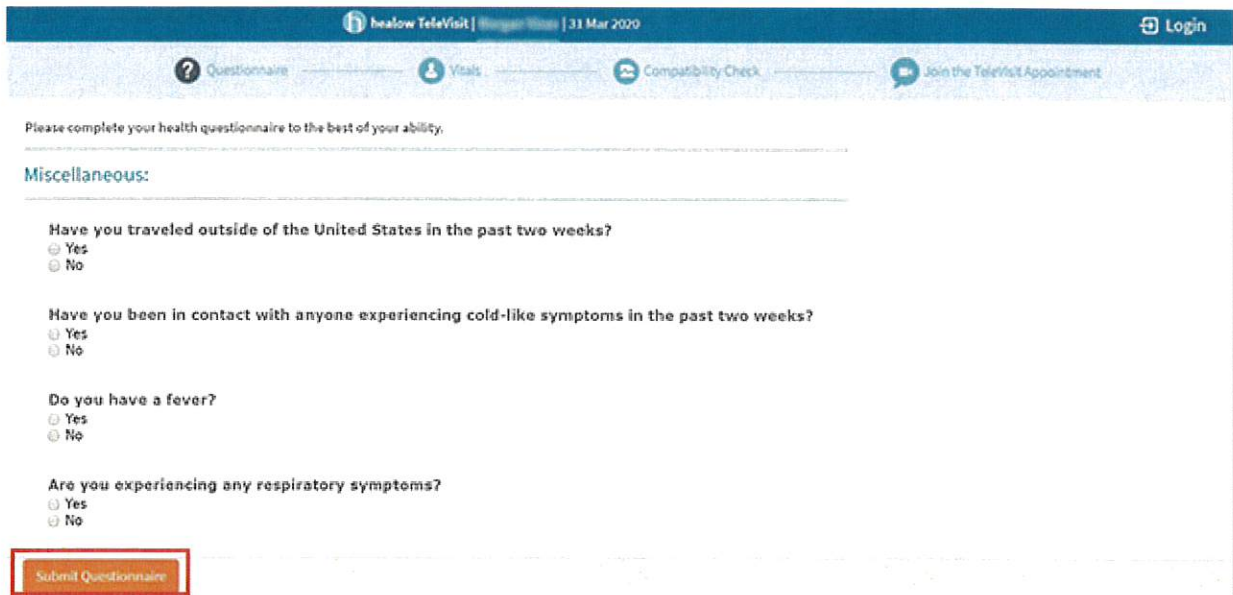 healow TeleVisit | | 31 Mar 2020
Login
Questionnaire
Vitals
Compatibility Check
Join the TeleVisit Appointment
Please complete your health questionnaire to the best of your ability.
Miscellaneous:
Have you traveled outside of the United States in the past two weeks?
Yes
No
Have you been in contact with anyone experiencing cold-like symptoms in the past two weeks?
Yes
No
Do you have a fever?
Yes
No
Are you experiencing any respiratory symptoms?
Yes
No
Submit Questionnaire